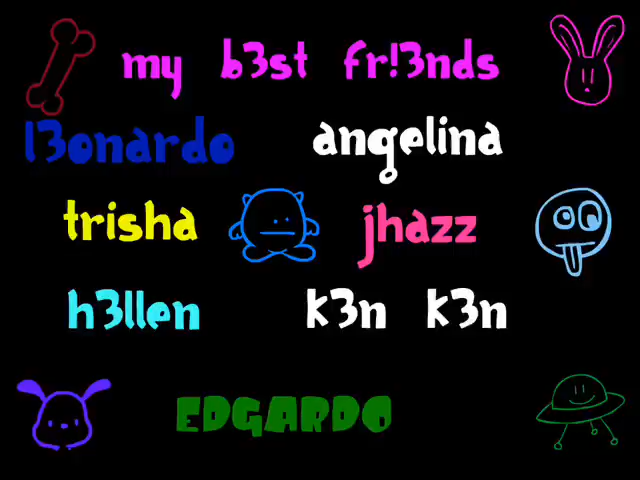 my b3st fr!3nds
l3onardo angelina
trisha jhazz
h3llen k3n k3n
EDGARDO